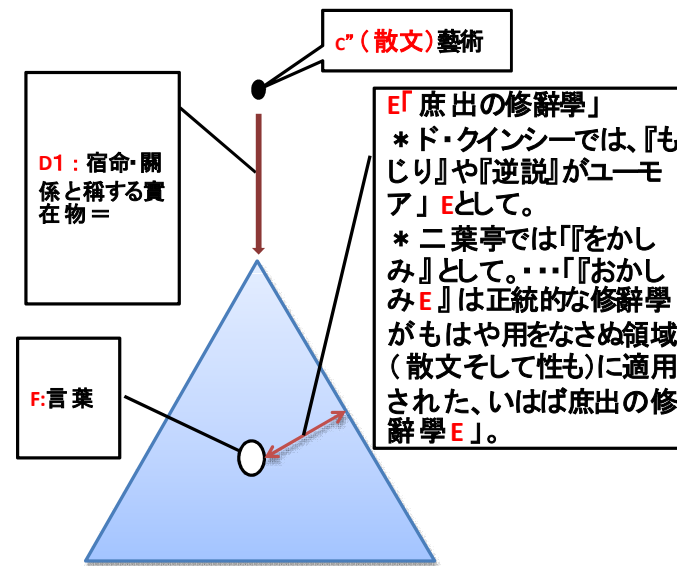 C”（散文）藝術
D1：宿命・關
係と稱する實
在物＝
E「庶出の修辭學」
＊ド・クインシーでは、『も
じり』や『逆説』がユーモ
ア」Eとして。
＊二葉亭では「『をかし
み』として。・・・「『おかし
みE』は正統的な修辭學
がもはや用をなさぬ領域
（散文そして性も）に適用
された、いはば庶出の修
辭學E」。
F:言葉